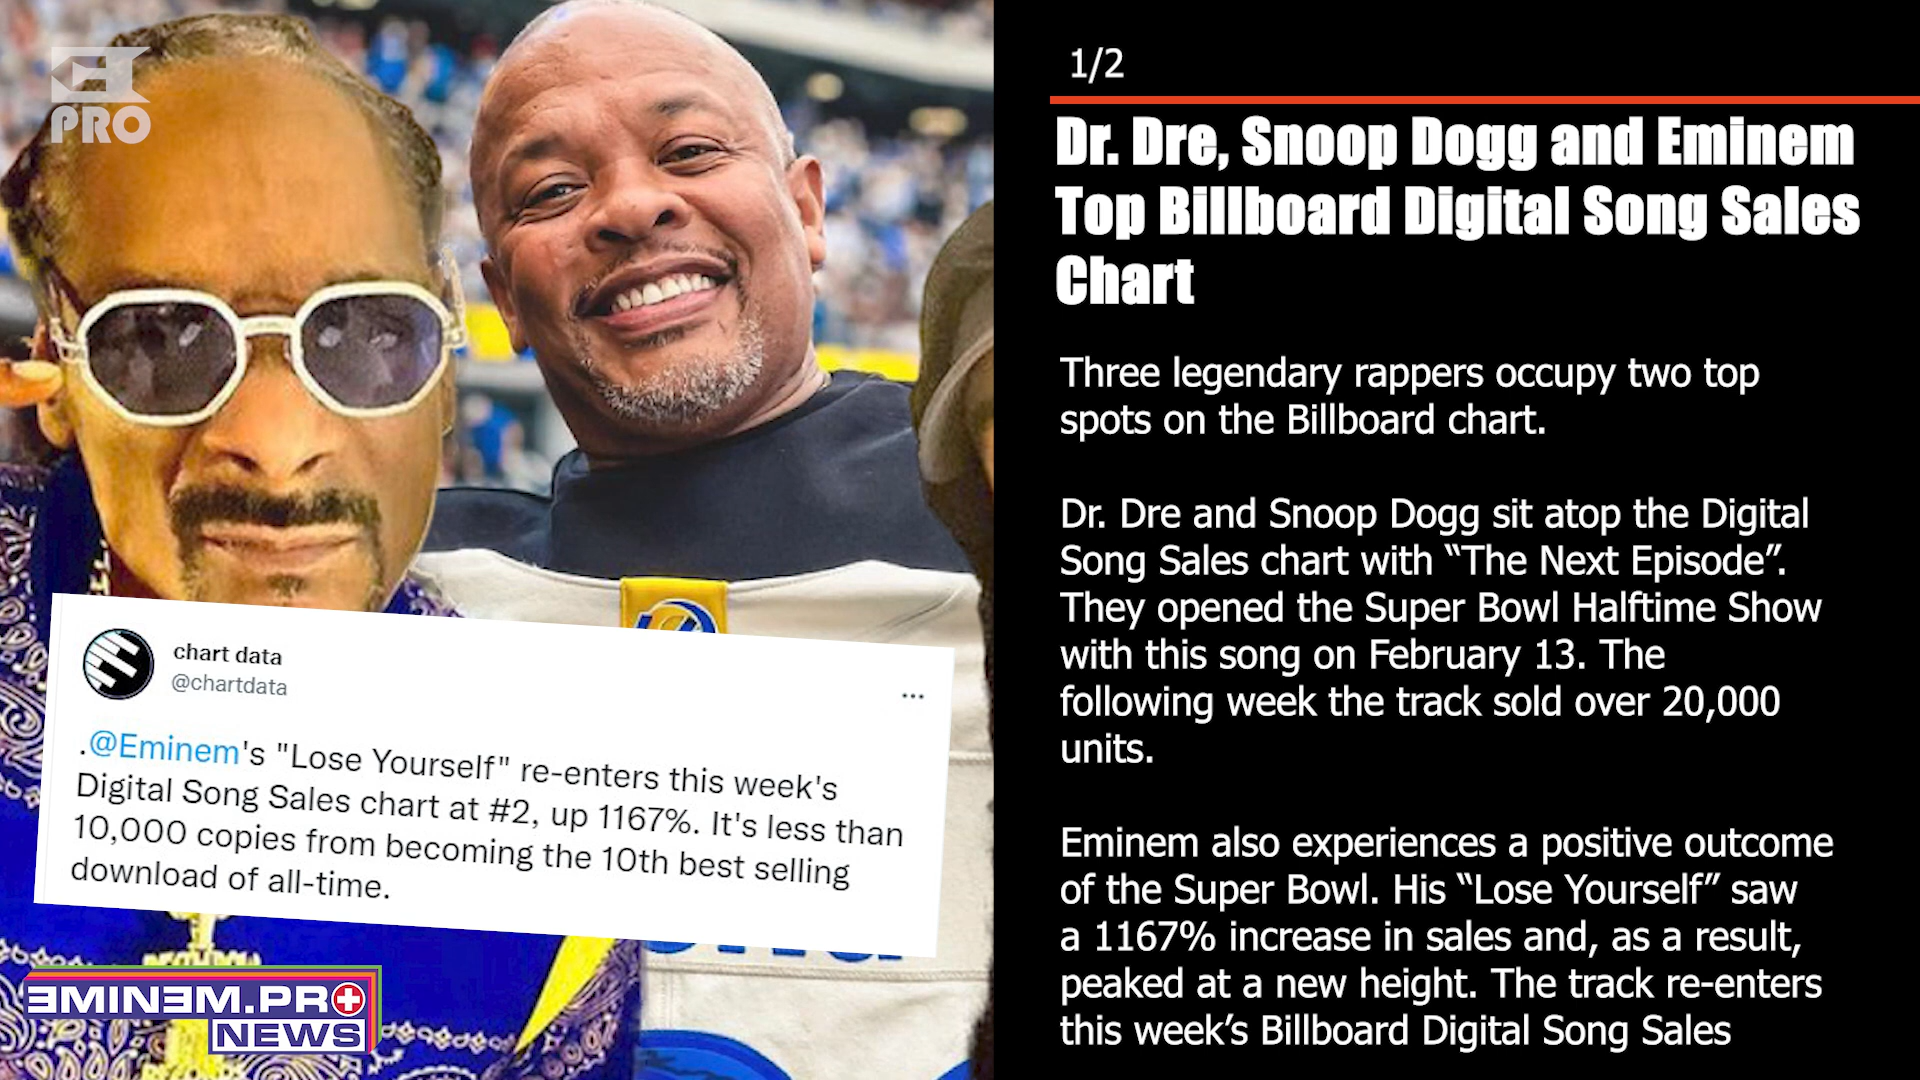 PRO
1/2
Dr. Dre, Snoop Dogg and Eminem
Top Billboard Digital Song Sales
Chart
Three legendary rappers occupy two top
spots on the Billboard chart.
Dr. Dre and Snoop Dogg sit atop the Digital
Song Sales chart with “The Next Episode”.
They opened the Super Bowl Halftime Show
with this song on February 13. The
following week the track sold over 20,000
units.
Eminem also experiences a positive outcome
of the Super Bowl. His “Lose Yourself” saw
a 1167% increase in sales and, as a result,
peaked at a new height. The track re-enters
this week’s Billboard Digital Song Sales
chart data
@chartdata
.@Eminem's "Lose Yourself" re-enters this week's
Digital Song Sales chart at #2, up 1167%. It's less than
10,000 copies from becoming the 10th best selling
download of all-time.
EMINEM.PRO
NEWS
RECORDS